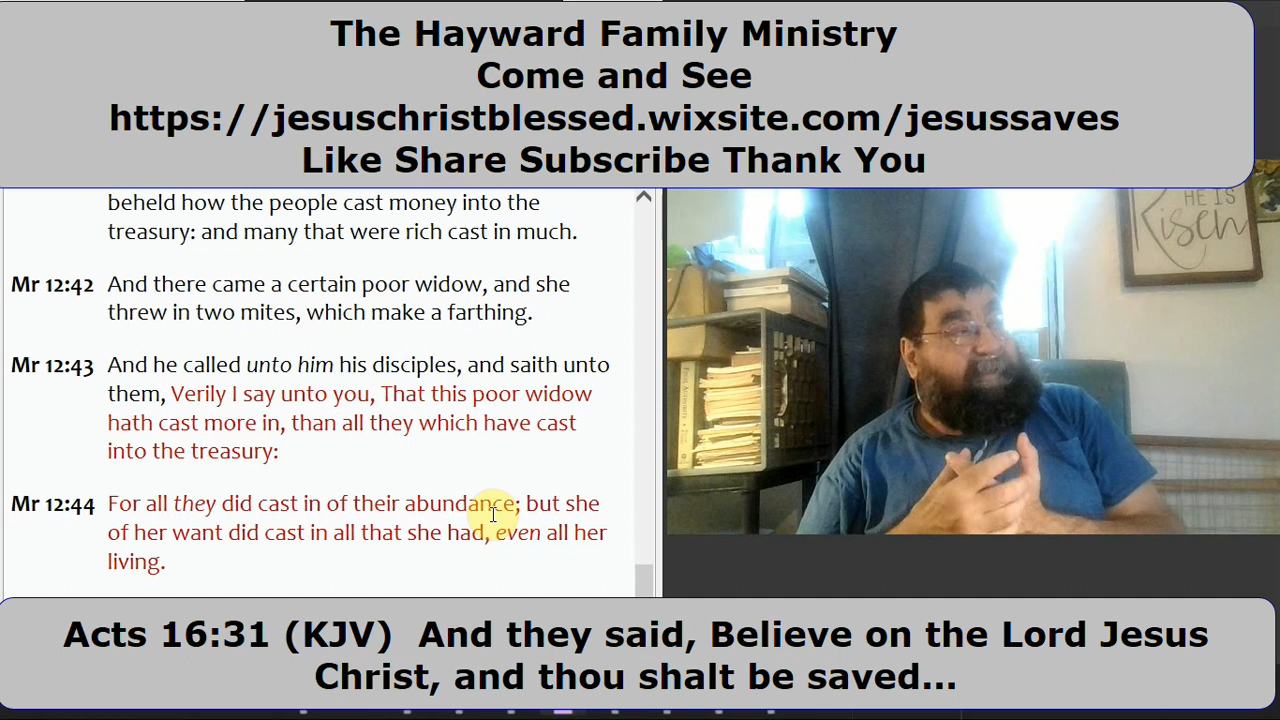 The Hayward Family Ministry
Come and See
https://jesuschristblessed.wixsite.com/jesussaves
Like Share Subscribe Thank You
beheld how the people cast money into the
treasury: and many that were rich cast in much.
Mr 12:42 And there came a certain poor widow, and she
threw in two mites, which make a farthing.
Mr 12:43 And he called unto him his disciples, and saith unto
them, Verily I say unto you, That this poor widow
hath cast more in, than all they which have cast
into the treasury:
Mr 12:44 For all they did cast in of their abundance; but she
of her want did cast in all that she had, even all her
living.
HE IS
Risen
Acts 16:31 (KJV) And they said, Believe on the Lord Jesus
Christ, and thou shalt be saved...